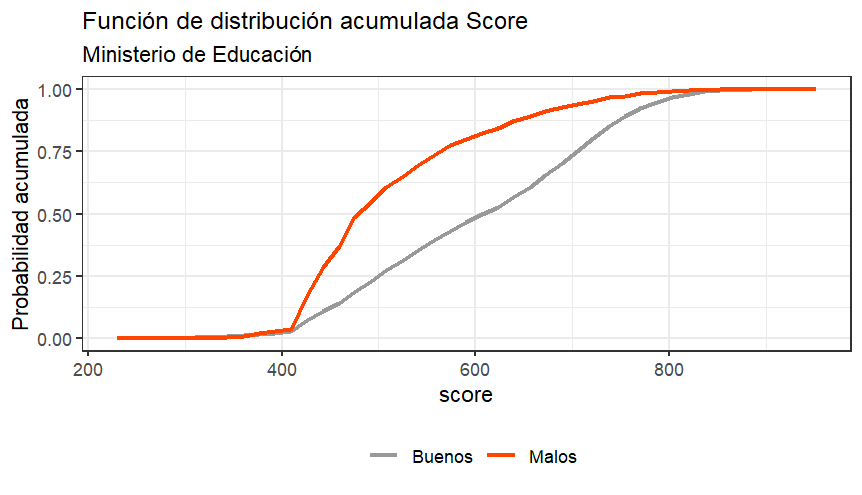 Función de distribución acumulada Score
Ministerio de Educación
Probabilidad acumulada
1.00
0.75
0.50
0.25
0.00
200
400
600
800
score
Buenos
Malos